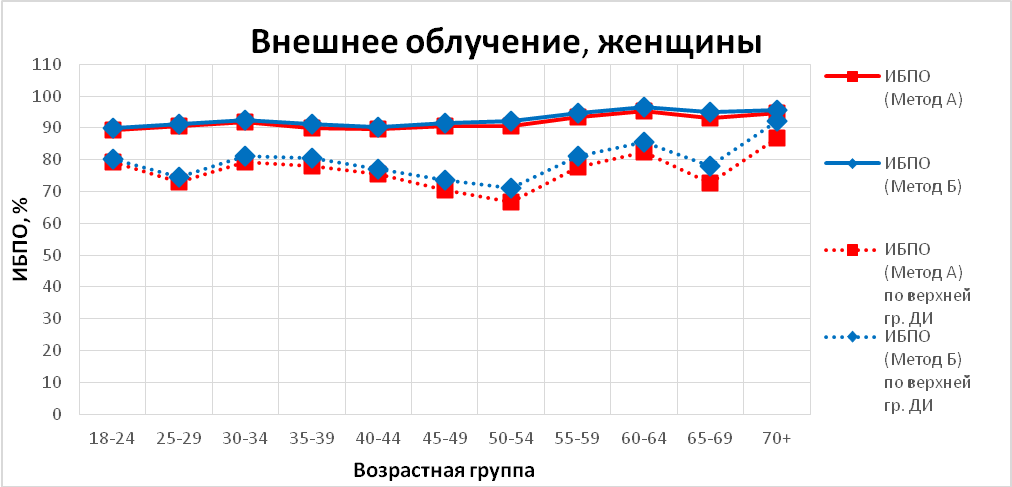 Внешнее облучение, женщины
110
100
90
80
70
60
50
40
30
20
10
0
ИБПО, %
18-24 25-29 30-34 35-39 40-44 45-49 50-54 55-59 60-64 65-69 70+
Возрастная группа
ИБПО
(Метод А)
ИБПО
(Метод Б)
ИБПО
(Метод А)
по верхней
гр. ДИ
ИБПО
(Метод Б)
по верхней
гр. ДИ